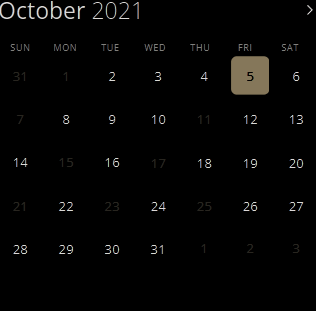 October 2021
SUN MON TUE WED THU FRI SAT
31 1 2 3 4 5 6
7 8 9 10 11 12 13
14 15 16 17 18 19 20
21 22 23 24 25 26 27
28 29 30 31 1 2 3